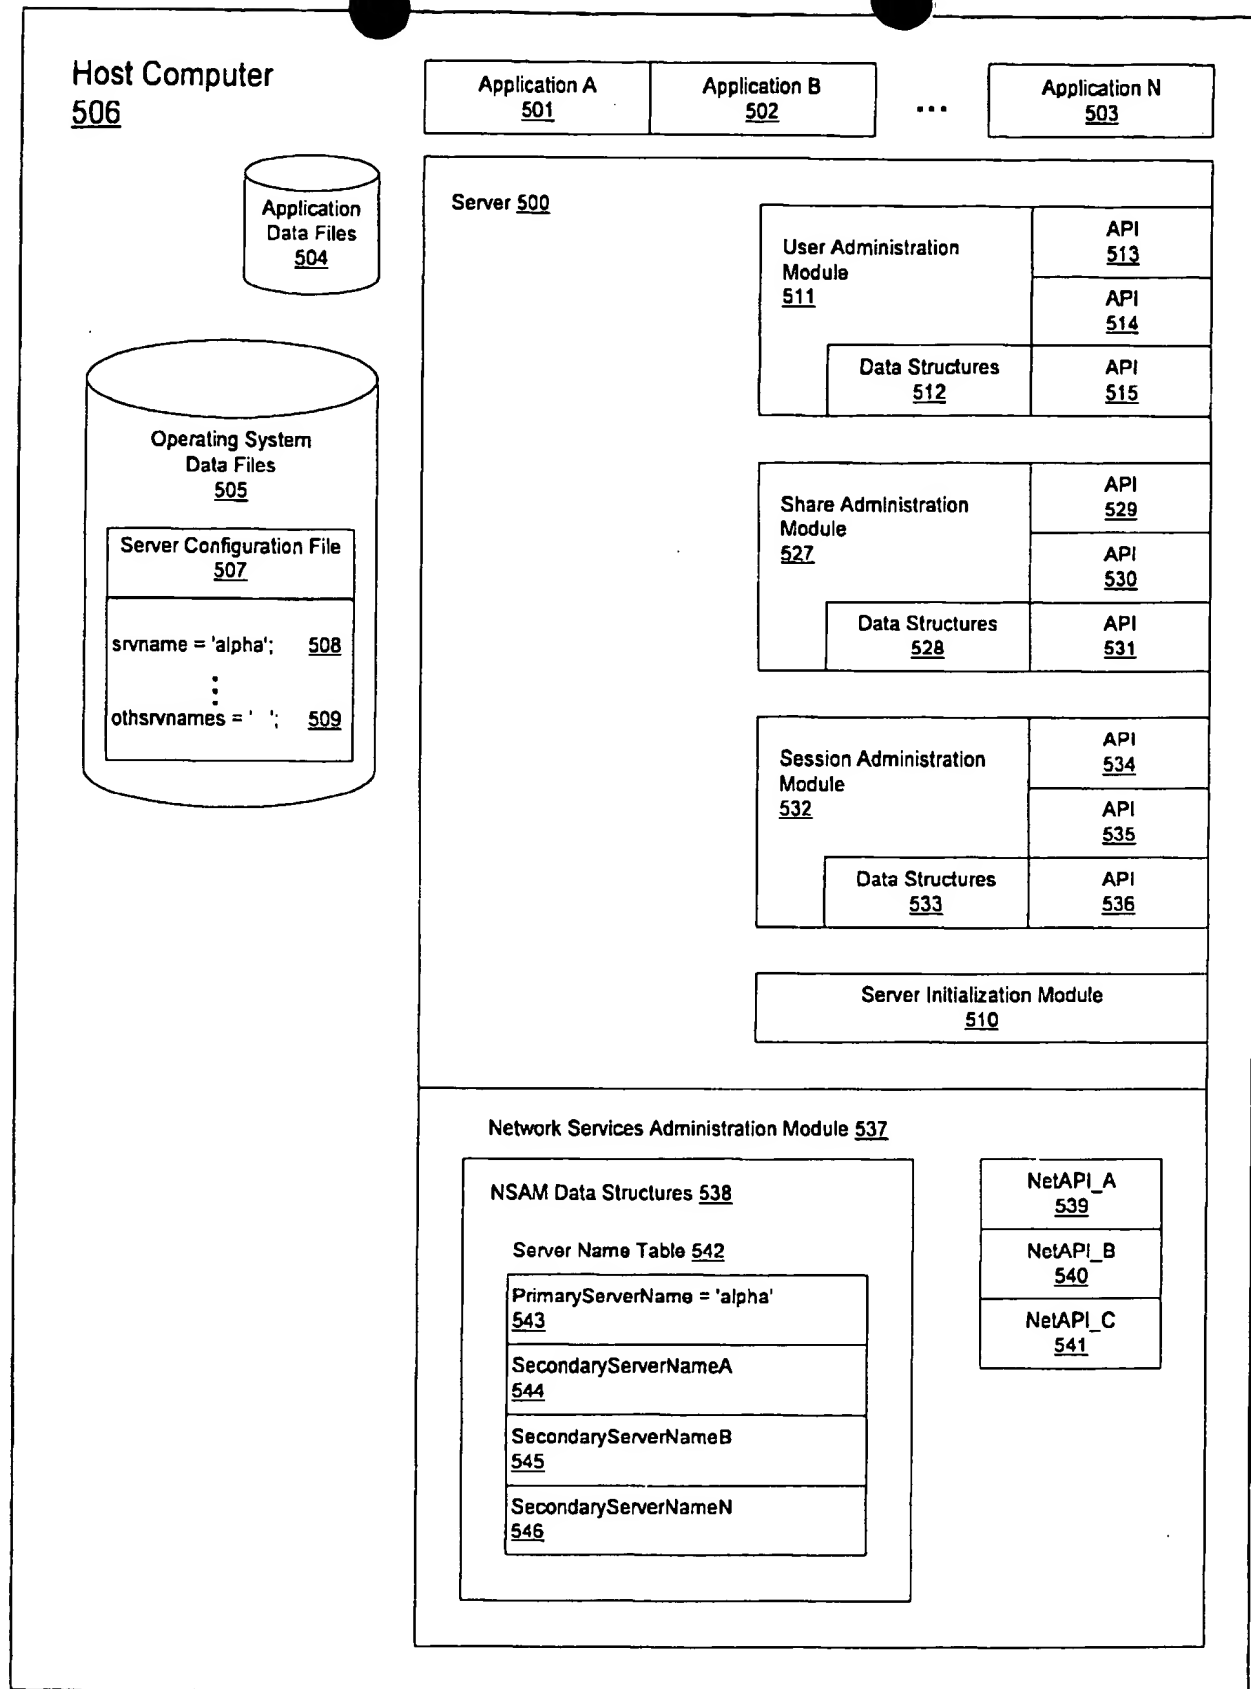 Host Computer
506
Application A
501
Application B
502
...
Application N
503
Application
Data Files
504
Operating System
Data Files
505
Server Configuration File
507
srvname = 'alpha'; 508
othsrvnames = '  '; 509
Server 500
User Administration
Module
511
Data Structures
512
API
513
API
514
API
515
Share Administration
Module
527
Data Structures
528
API
529
API
530
API
531
Session Administration
Module
532
Data Structures
533
API
534
API
535
API
536
Server Initialization Module
510
Network Services Administration Module 537
NSAM Data Structures 538
Server Name Table 542
PrimaryServerName = 'alpha'
543
SecondaryServerNameA
544
SecondaryServerNameB
545
SecondaryServerNameN
546
NetAPI_A
539
NetAPI_B
540
NetAPI_C
541